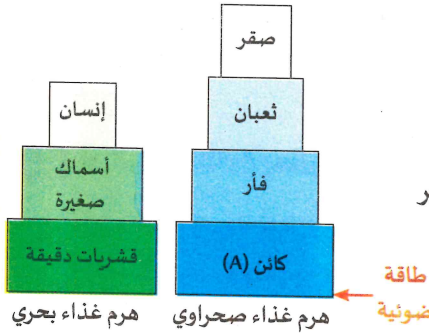 صقر
ثعبان
فأر
كائن (A)
هرم غذاء صحراوي
طاقة
ضوئية
إنسان
أسماك
صغيرة
قشريات دقيقة
هرم غذاء بحري
ر